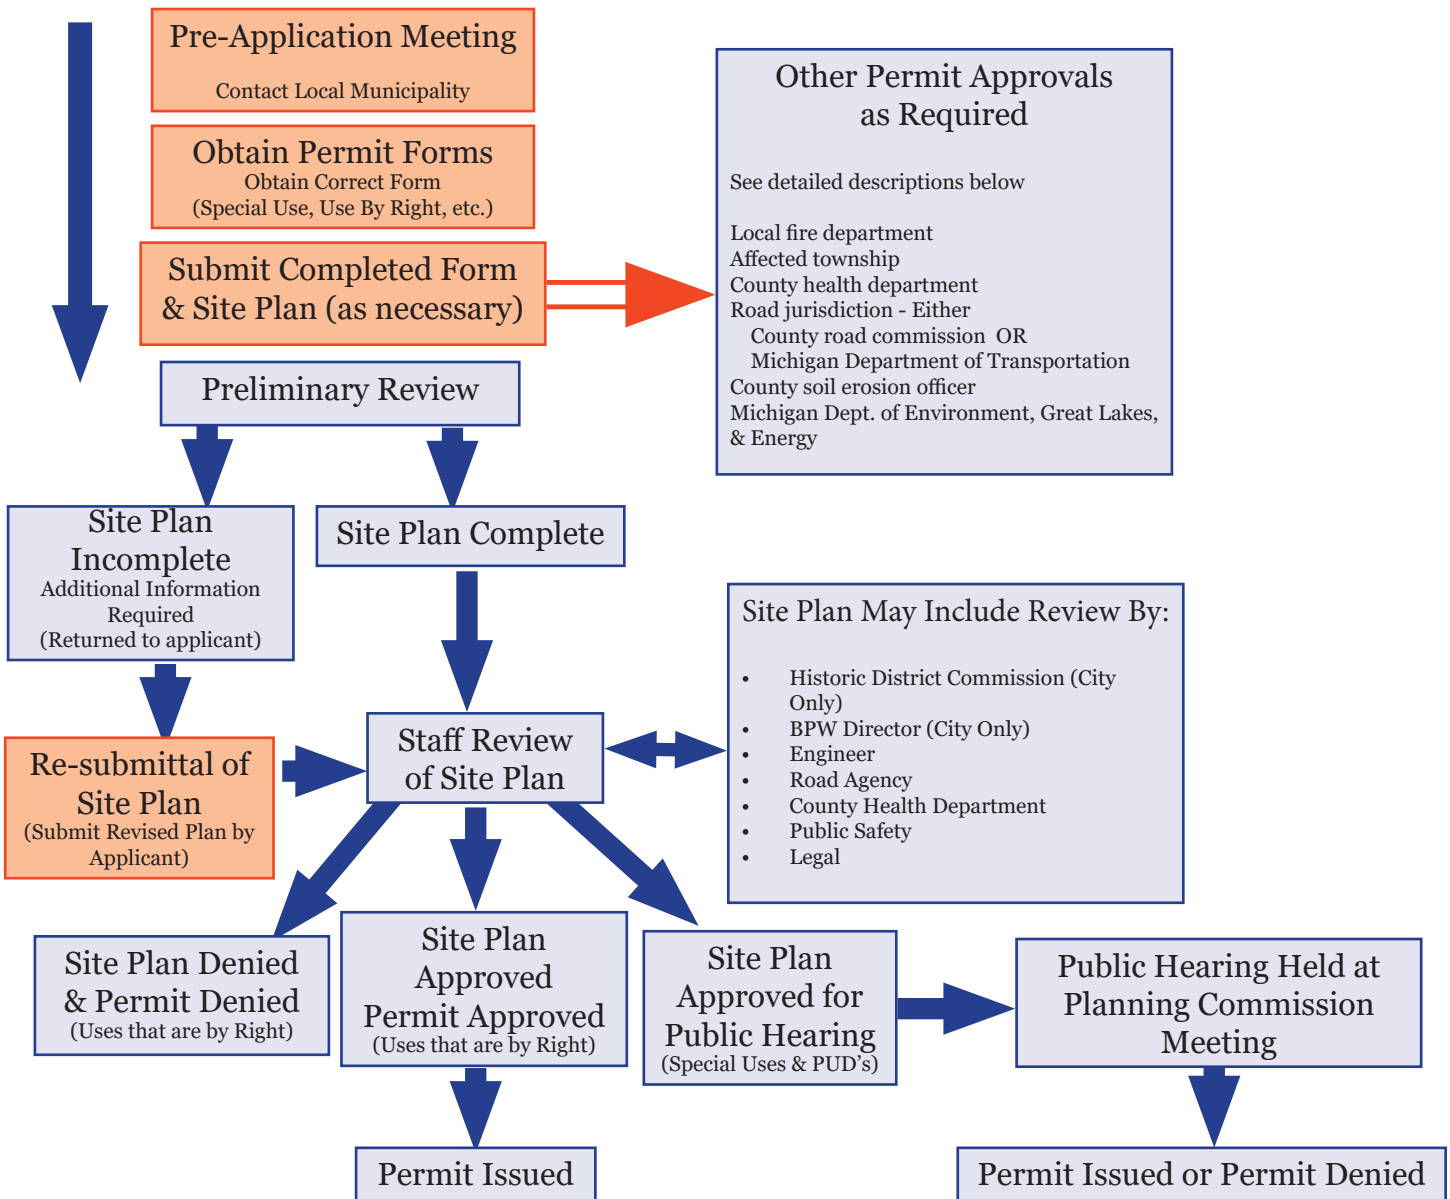 Pre-Application Meeting
Contact Local Municipality
Obtain Permit Forms
Obtain Correct Form
(Special Use, Use By Right, etc.)
Submit Completed Form
& Site Plan (as necessary)
Other Permit Approvals
as Required
See detailed descriptions below
Local fire department
Affected township
County health department
Road jurisdiction - Either
County road commission OR
Michigan Department of Transportation
County soil erosion officer
Michigan Dept. of Environment, Great Lakes,
& Energy
Preliminary Review
Site Plan
Incomplete
Additional Information
Required
(Returned to applicant)
Site Plan Complete
Re-submittal of
Site Plan
(Submit Revised Plan by
Applicant)
Staff Review
of Site Plan
Site Plan May Include Review By:
• Historic District Commission (City
Only)
• BPW Director (City Only)
• Engineer
• Road Agency
• County Health Department
• Public Safety
• Legal
Site Plan Denied
& Permit Denied
(Uses that are by Right)
Site Plan
Approved
Permit Approved
(Uses that are by Right)
Site Plan
Approved for
Public Hearing
(Special Uses & PUD's)
Public Hearing Held at
Planning Commission
Meeting
Permit Issued
Permit Issued or Permit Denied